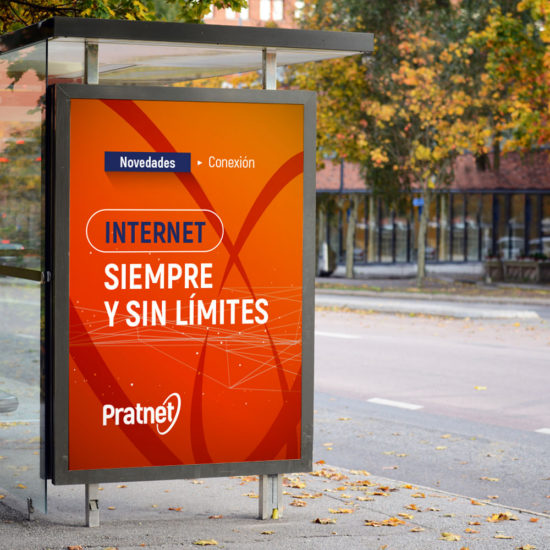 Novedades ▸ Conexión
INTERNET
SIEMPRE
Y SIN LÍMITES
Pratnet